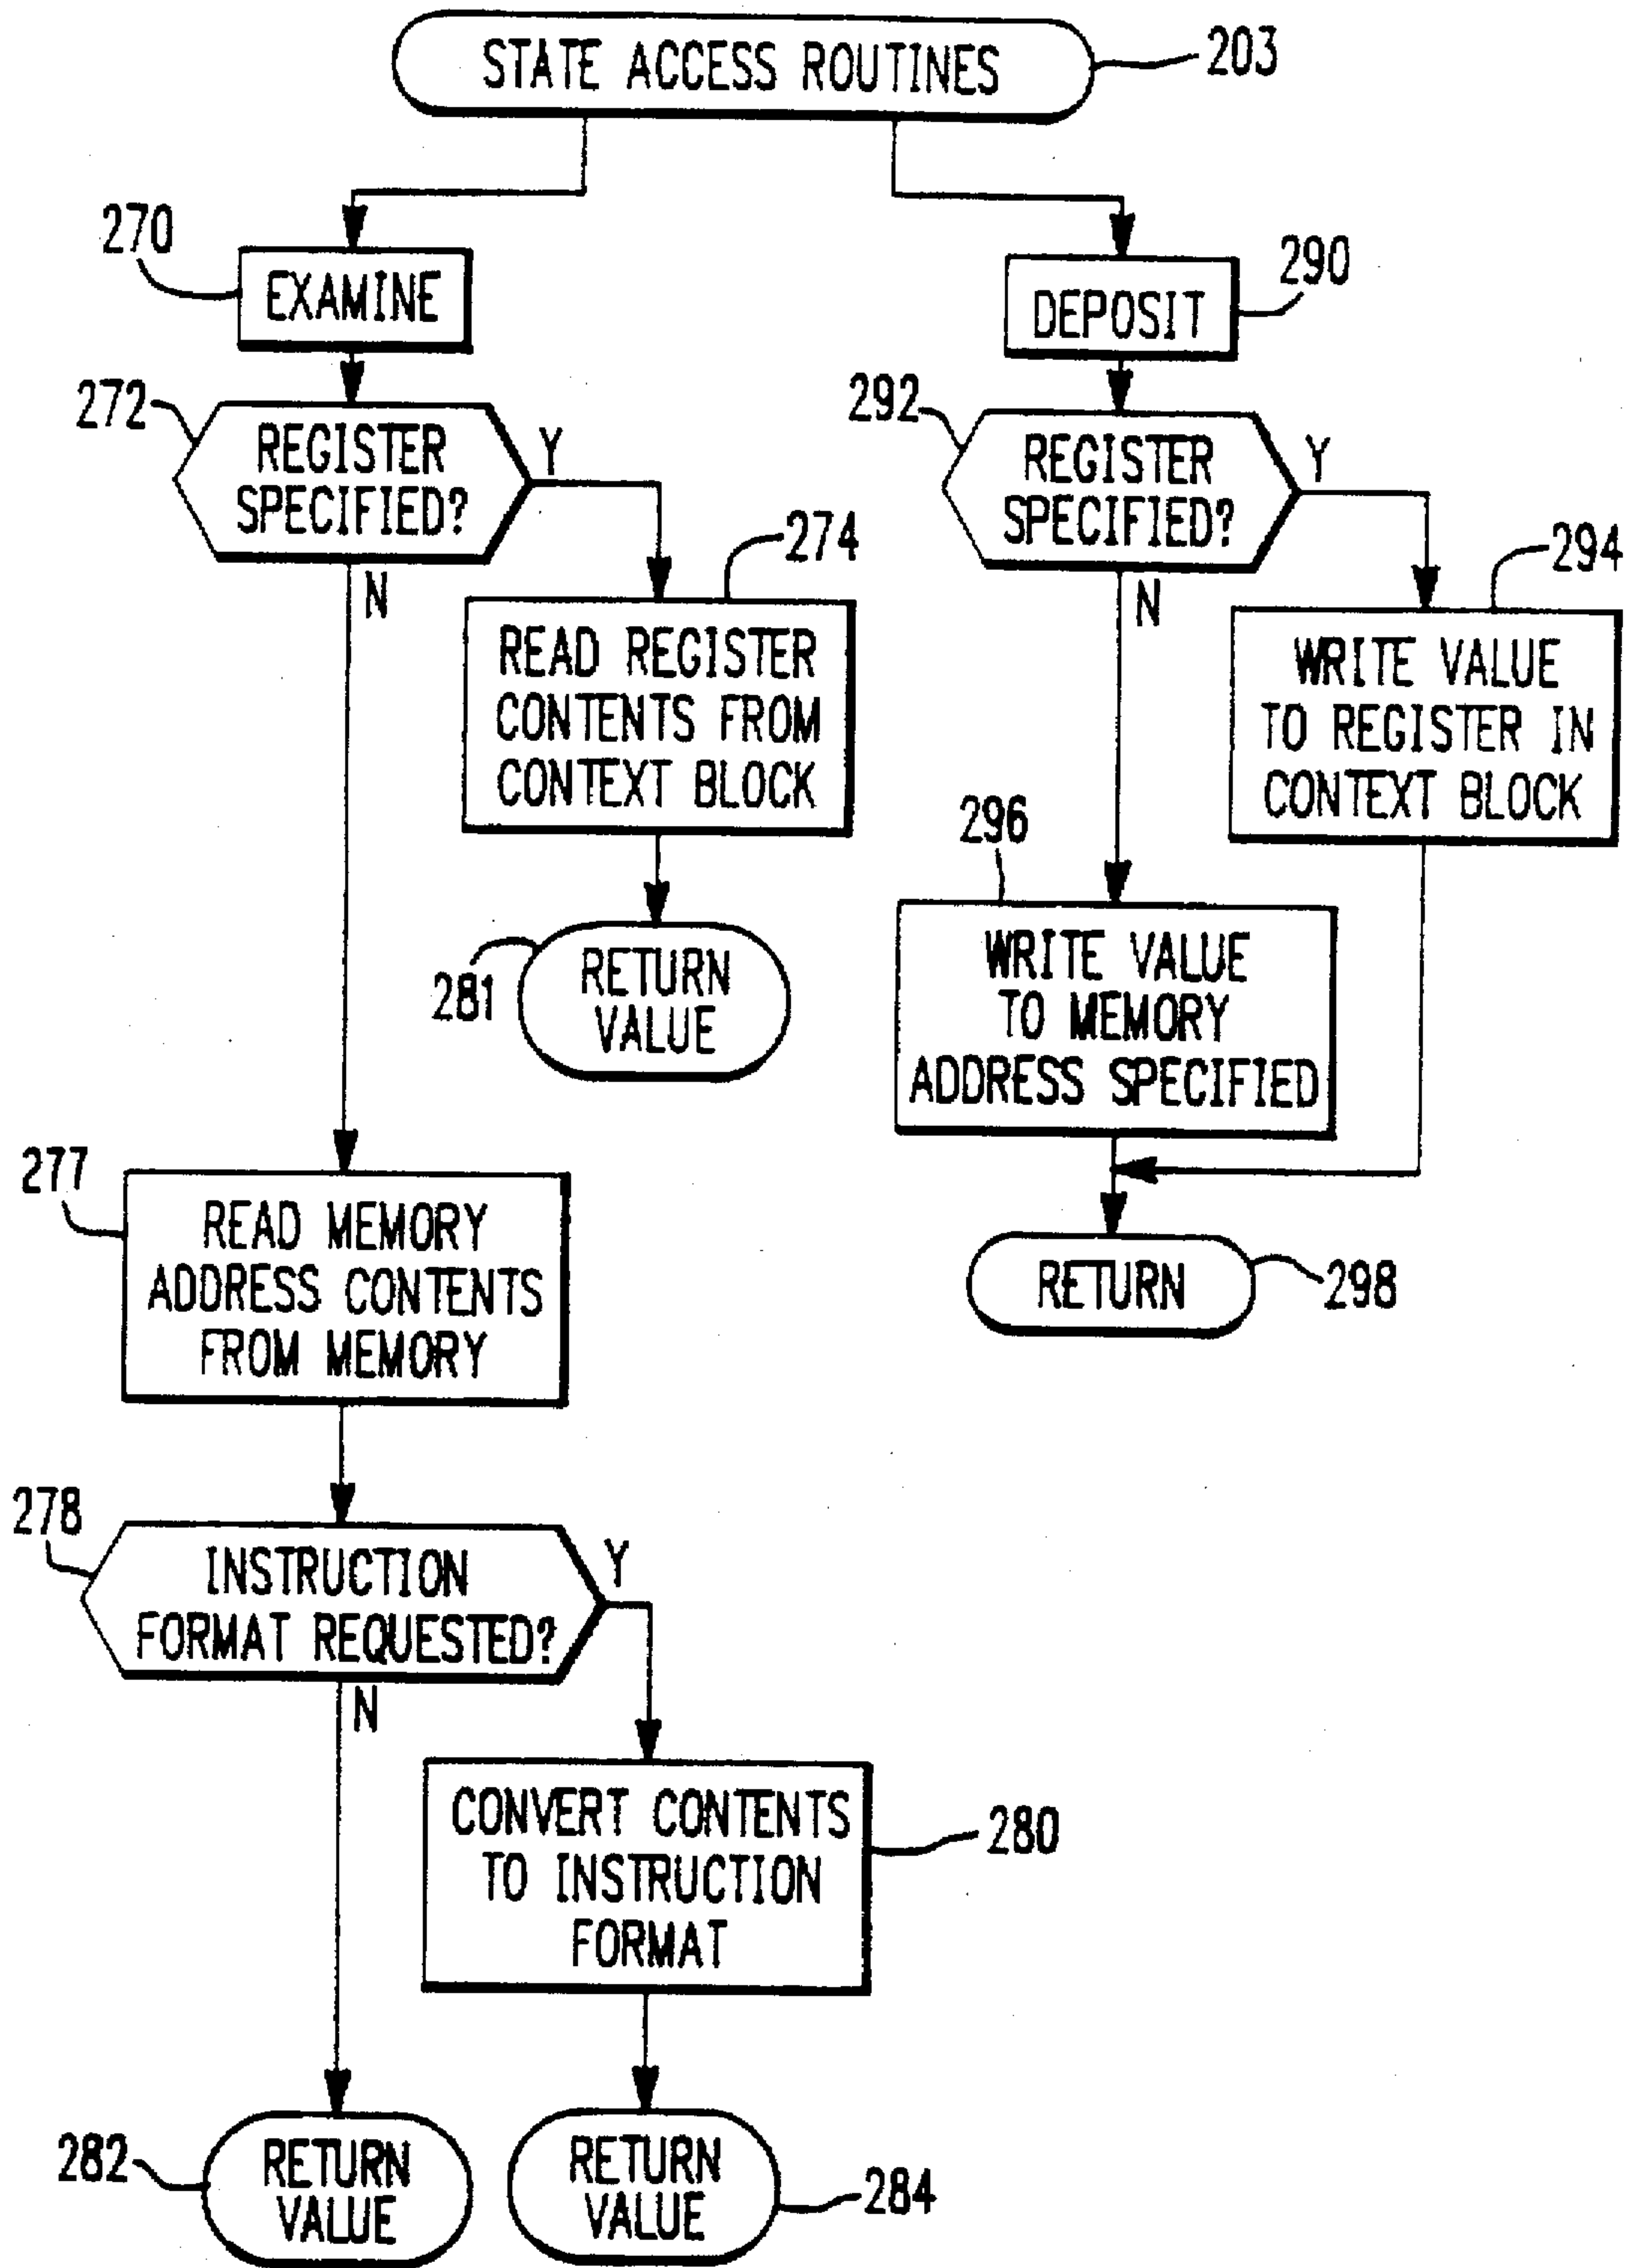 STATE ACCESS ROUTINES
203
270
EXAMINE
290
DEPOSIT
272
REGISTER
SPECIFIED?
Y
N
292
REGISTER
SPECIFIED?
Y
N
274
READ REGISTER
CONTENTS FROM
CONTEXT BLOCK
294
WRITE VALUE
TO REGISTER IN
CONTEXT BLOCK
281
RETURN
VALUE
296
WRITE VALUE
TO MEMORY
ADDRESS SPECIFIED
277
READ MEMORY
ADDRESS CONTENTS
FROM MEMORY
RETURN
298
278
INSTRUCTION
FORMAT REQUESTED?
Y
N
CONVERT CONTENTS
TO INSTRUCTION
FORMAT
280
282
RETURN
VALUE
RETURN
VALUE
284